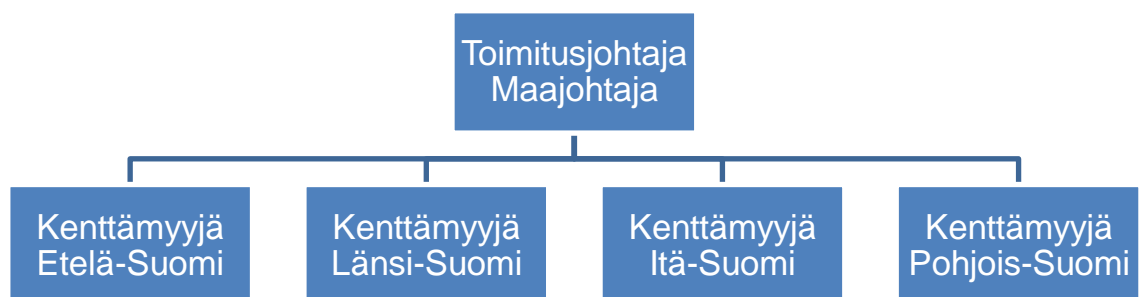 Toimitusjohtaja
Maajohtaja
Kenttämyyjä
Etelä-Suomi
Kenttämyyjä
Länsi-Suomi
Kenttämyyjä
Itä-Suomi
Kenttämyyjä
Pohjois-Suomi